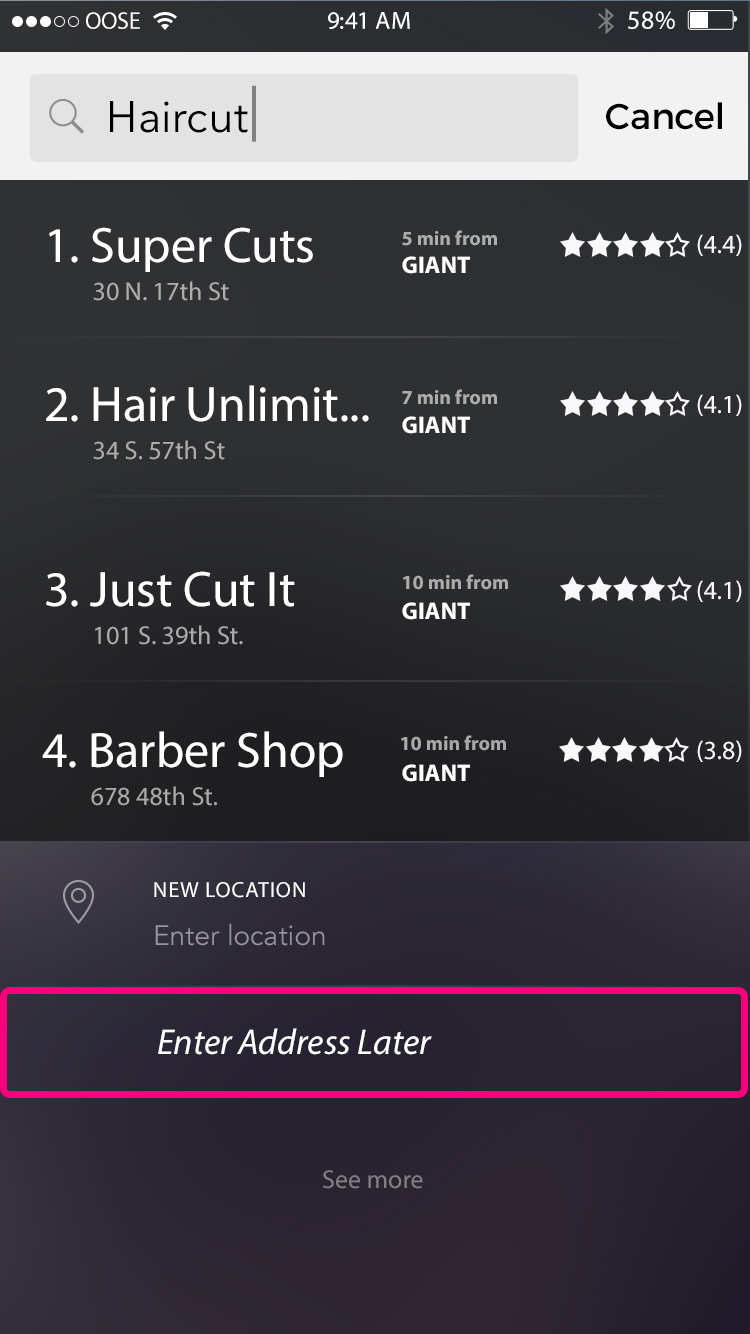 OOSE 9:41 AM 58%
Haircut Cancel
1. Super Cuts 5 min from (4.4)
GIANT
30 N. 17th St
2. Hair Unlimit... 7 min from (4.1)
GIANT
34 S. 57th St
3. Just Cut It 10 min from (4.1)
GIANT
101 S. 39th St.
4. Barber Shop 10 min from (3.8)
GIANT
678 48th St.
NEW LOCATION
Enter location
Enter Address Later
See more